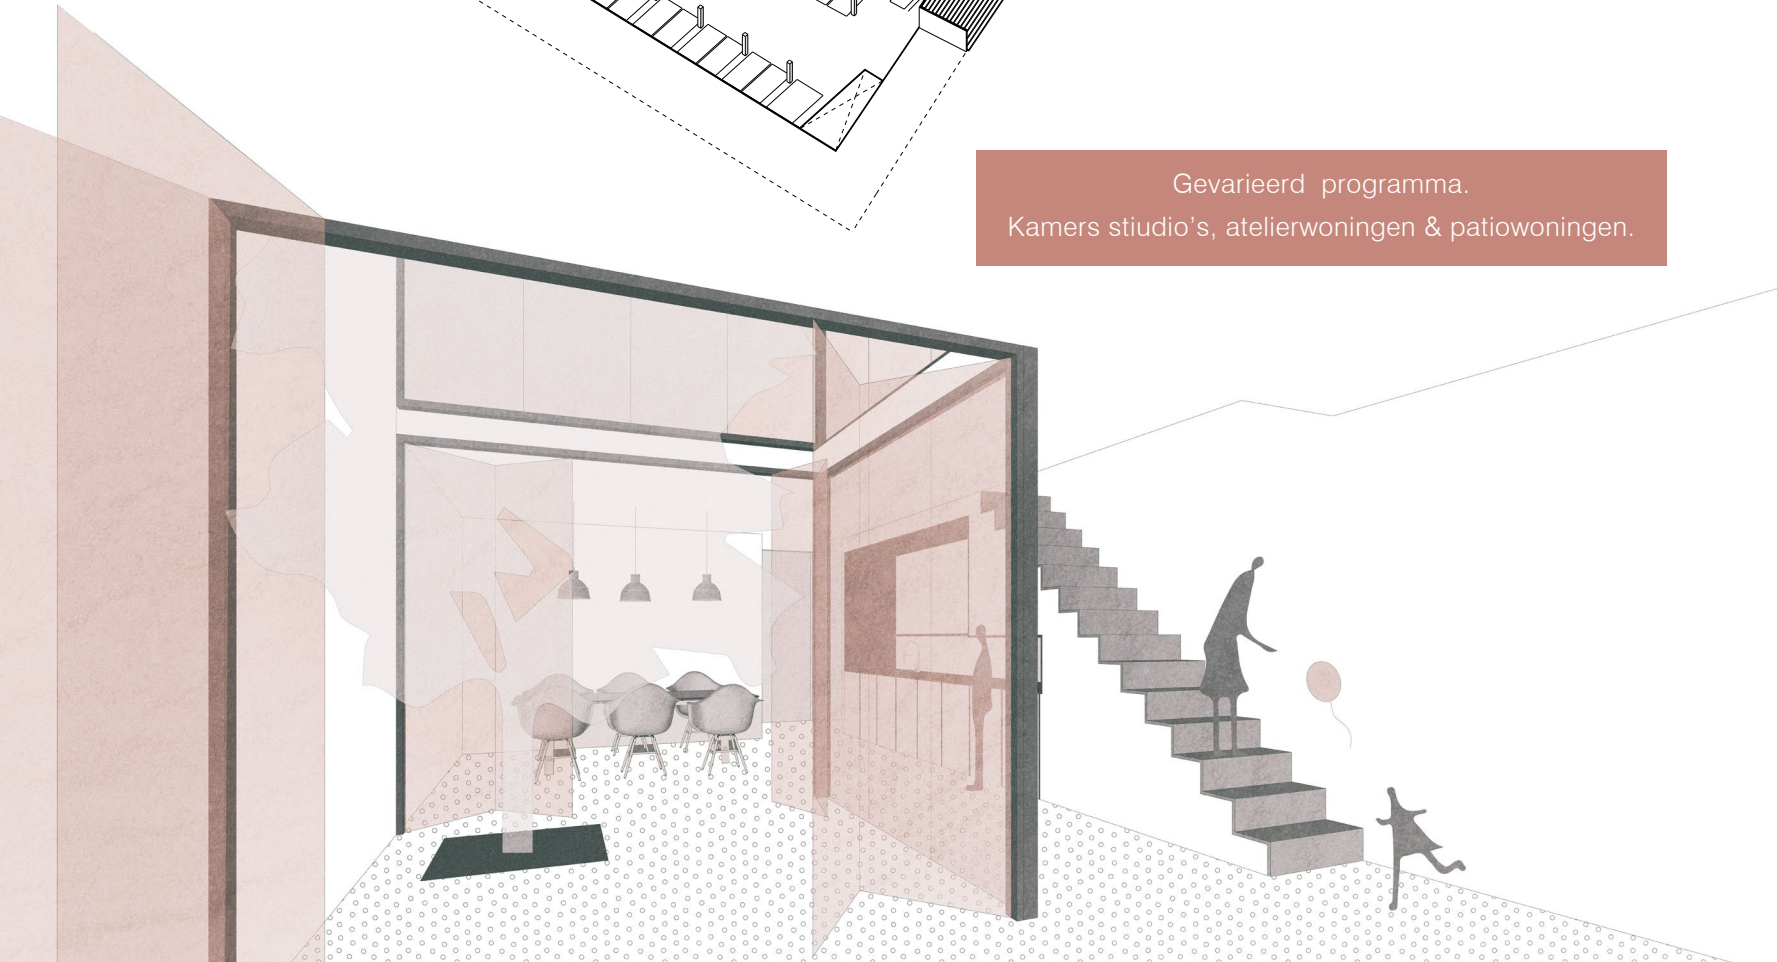 Gevarieerd programma.
Kamers stiudio's, atelierwoningen & patiowoningen.